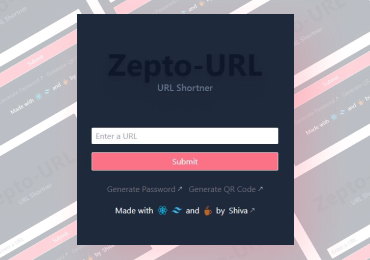 Zepto-URL
URL Shortner
Enter a URL
Submit
Generate Password ↗ Generate QR Code ↗
Made with and by Shiva ↗